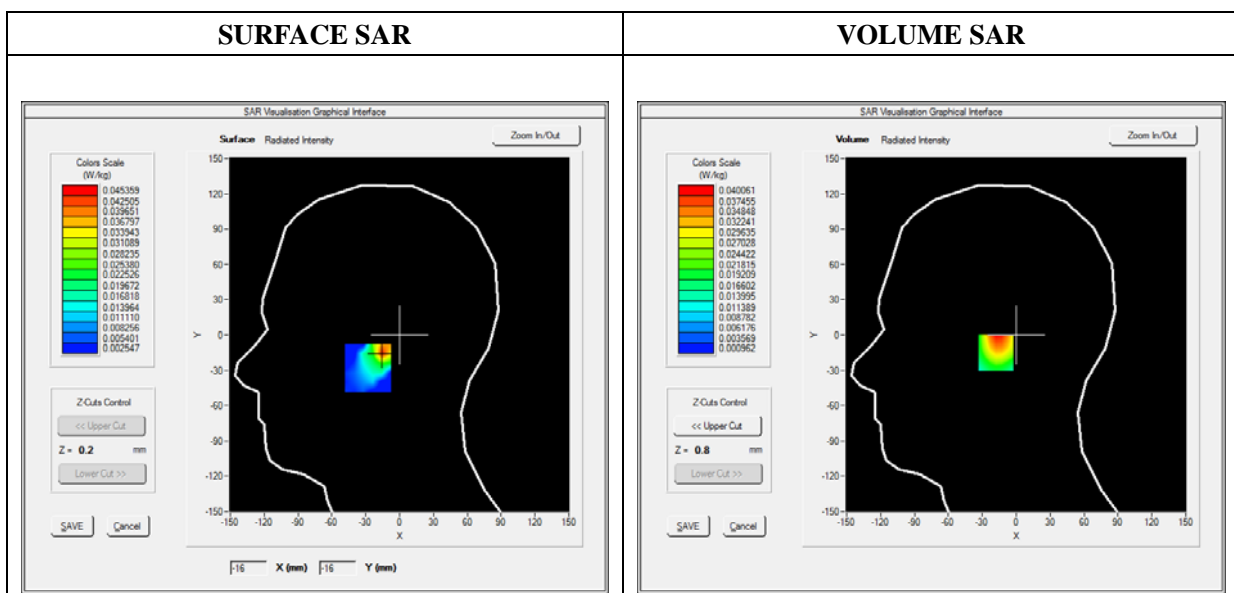 SURFACE SAR
VOLUME SAR
SAR Visualisation Graphical Interface
Surface Radiated Intensity
Zoom In/Out
Colors Scale
(W/kg)
0.045359
0.042505
0.039651
0.036797
0.033943
0.031089
0.028235
0.025380
0.022526
0.019672
0.016818
0.013964
0.011110
0.008256
0.005401
0.002547
Z-Cuts Control
<< Upper Cut
Z = 0.2 mm
Lower Cut >>
SAVE Cancel
150
120
90
60
30
0
-30
-60
-90
-120
-150
Y
-150 -120 -90 -60 -30 0 30 60 90 120 150
X
-16 X (mm) -16 Y (mm)
SAR Visualisation Graphical Interface
Volume Radiated Intensity
Zoom In/Out
Colors Scale
(W/kg)
0.040061
0.037455
0.034848
0.032241
0.029635
0.027028
0.024422
0.021815
0.019209
0.016602
0.013995
0.011389
0.008782
0.006176
0.003569
0.000962
Z-Cuts Control
<< Upper Cut
Z = 0.8 mm
Lower Cut >>
SAVE Cancel
150
120
90
60
30
0
-30
-60
-90
-120
-150
Y
-150 -120 -90 -60 -30 0 30 60 90 120 150
X